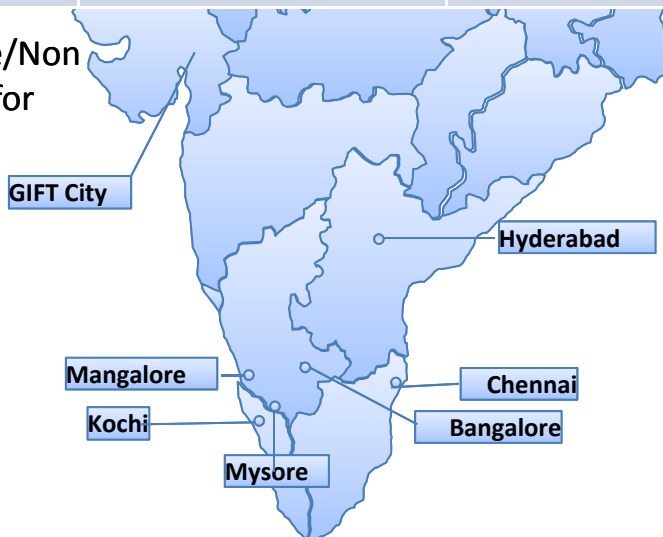 e/Non
for
GIFT City
Hyderabad
Mangalore
Chennai
Kochi
Bangalore
Mysore